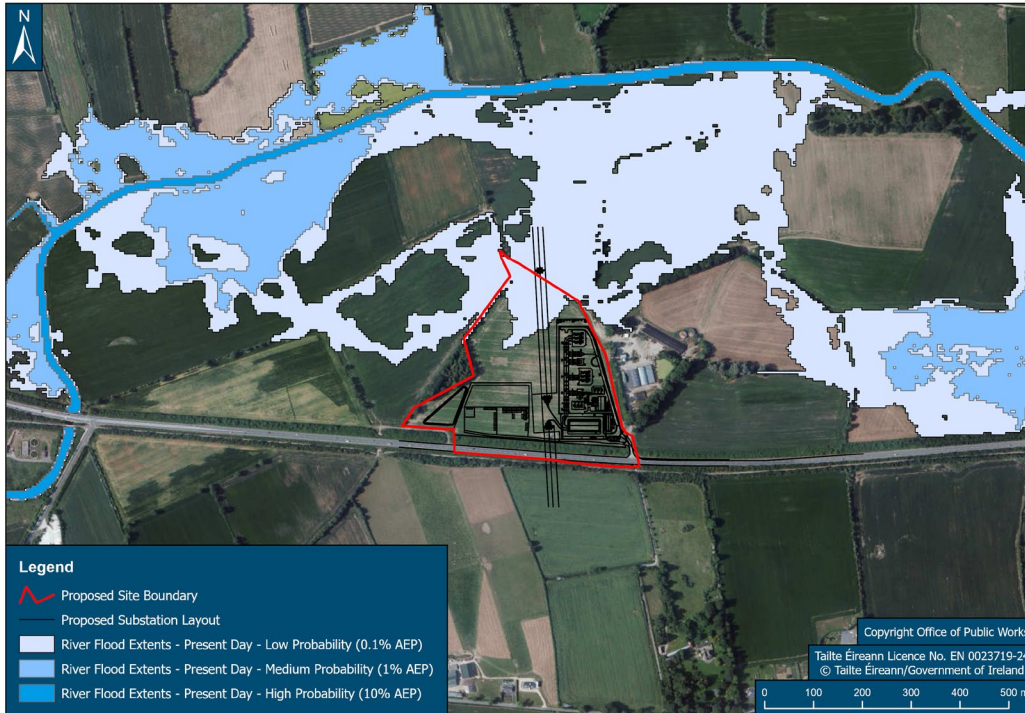 N
Legend
Proposed Site Boundary
Proposed Substation Layout
River Flood Extents - Present Day - Low Probability (0.1% AEP)
River Flood Extents - Present Day - Medium Probability (1% AEP)
River Flood Extents - Present Day - High Probability (10% AEP)
Copyright Office of Public Works
Tailte Éireann Licence No. EN 0023719-24
© Tailte Éireann/Government of Ireland
0 100 200 300 400 500 m